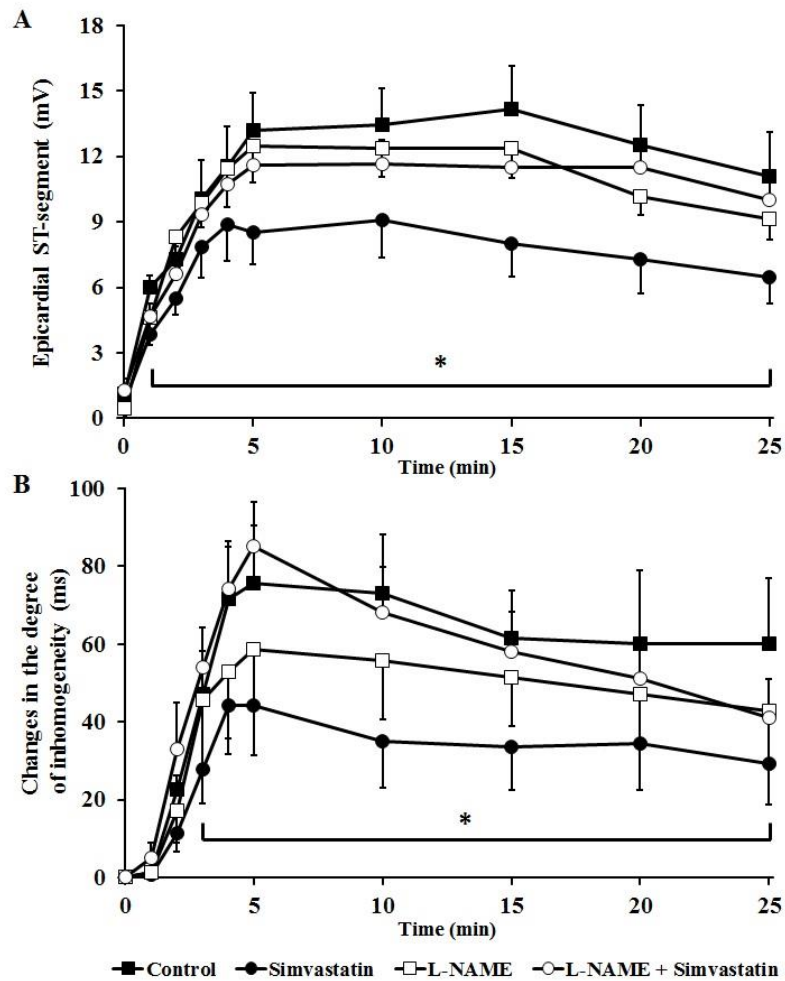 A
18
15
12
9
6
3
0
Epicardial ST-segment (mV)
*
0 5 10 15 20 25
Time (min)
B
100
80
60
40
20
0
Changes in the degree
of inhomogeneity (ms)
*
0 5 10 15 20 25
Time (min)
Control Simvastatin L-NAME L-NAME + Simvastatin